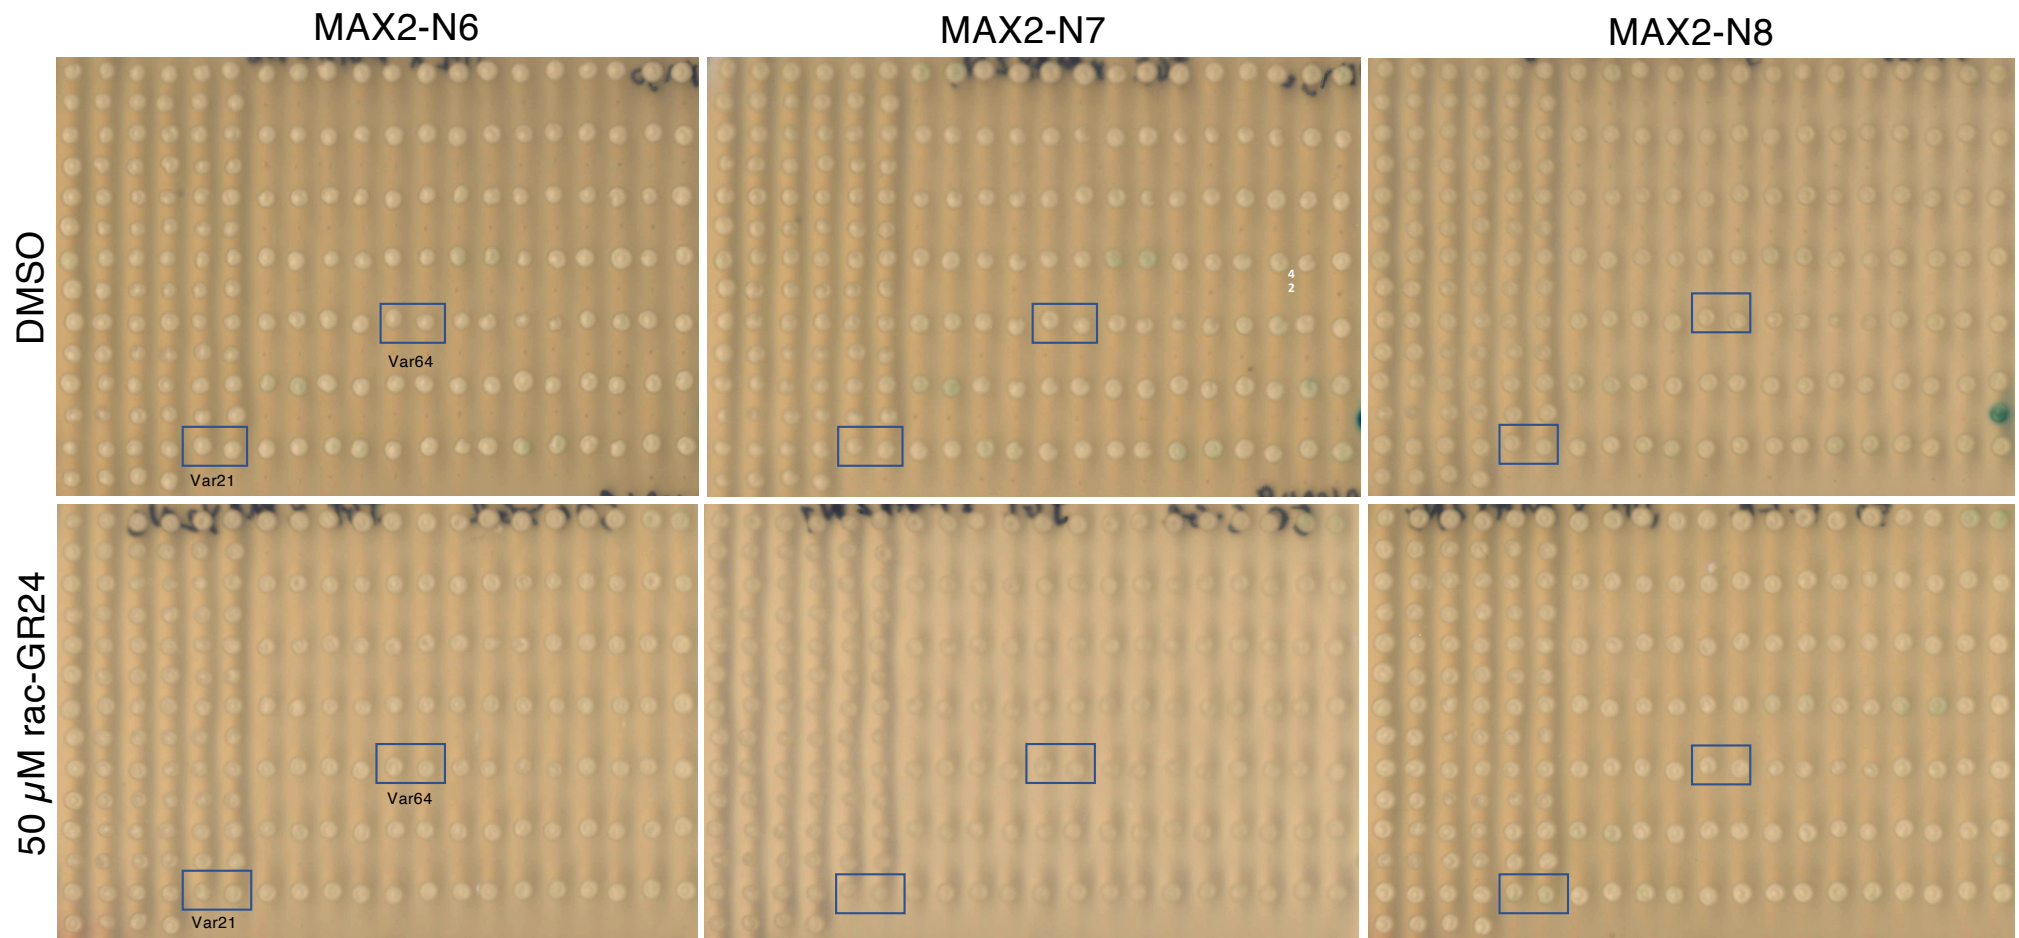 MAX2-N6
MAX2-N7
MAX2-N8
DMSO
4
2
Var64
Var21
50 µM rac-GR24
Var64
Var21